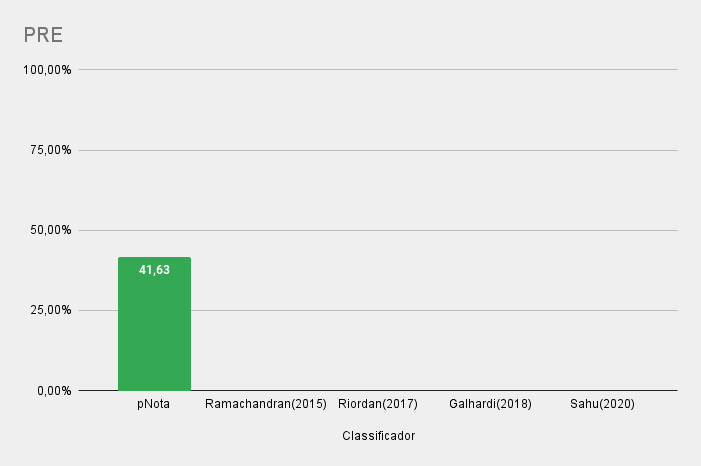 PRE
100,00%
75,00%
50,00%
25,00%
0,00%
41,63
pNota
Ramachandran(2015)
Riordan(2017)
Galhardi(2018)
Sahu(2020)
Classificador